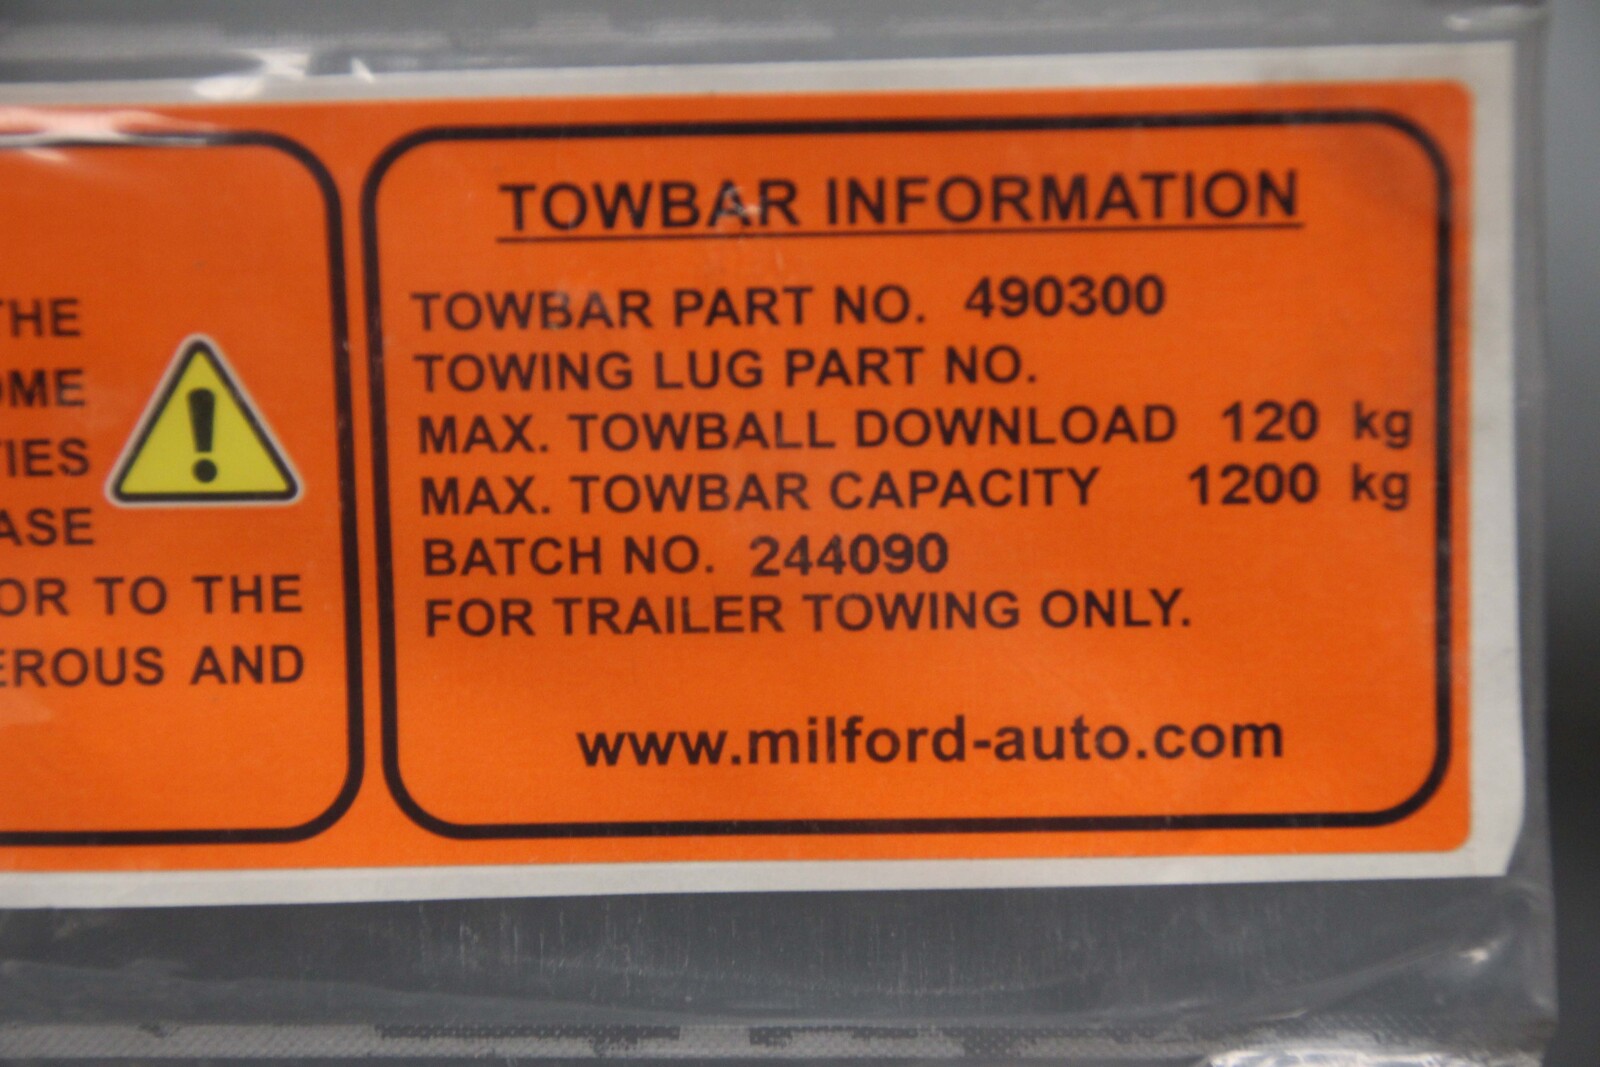 THE
OME
TIES
ASE
OR TO THE
EROUS AND
TOWBAR INFORMATION
TOWBAR PART NO. 490300
TOWING LUG PART NO.
MAX. TOWBALL DOWNLOAD 120 kg
MAX. TOWBAR CAPACITY 1200 kg
BATCH NO. 244090
FOR TRAILER TOWING ONLY.
www.milford-auto.com